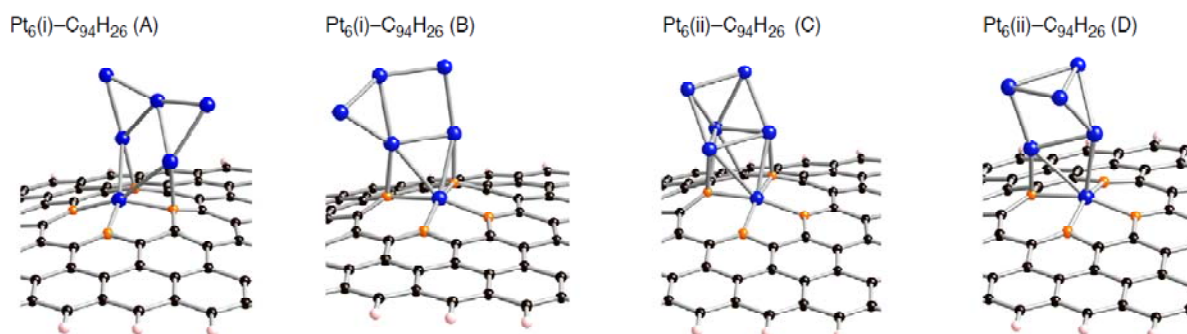 Pt₆(i)–C₉₄H₂₆ (A)
Pt₆(i)–C₉₄H₂₆ (B)
Pt₆(ii)–C₉₄H₂₆ (C)
Pt₆(ii)–C₉₄H₂₆ (D)